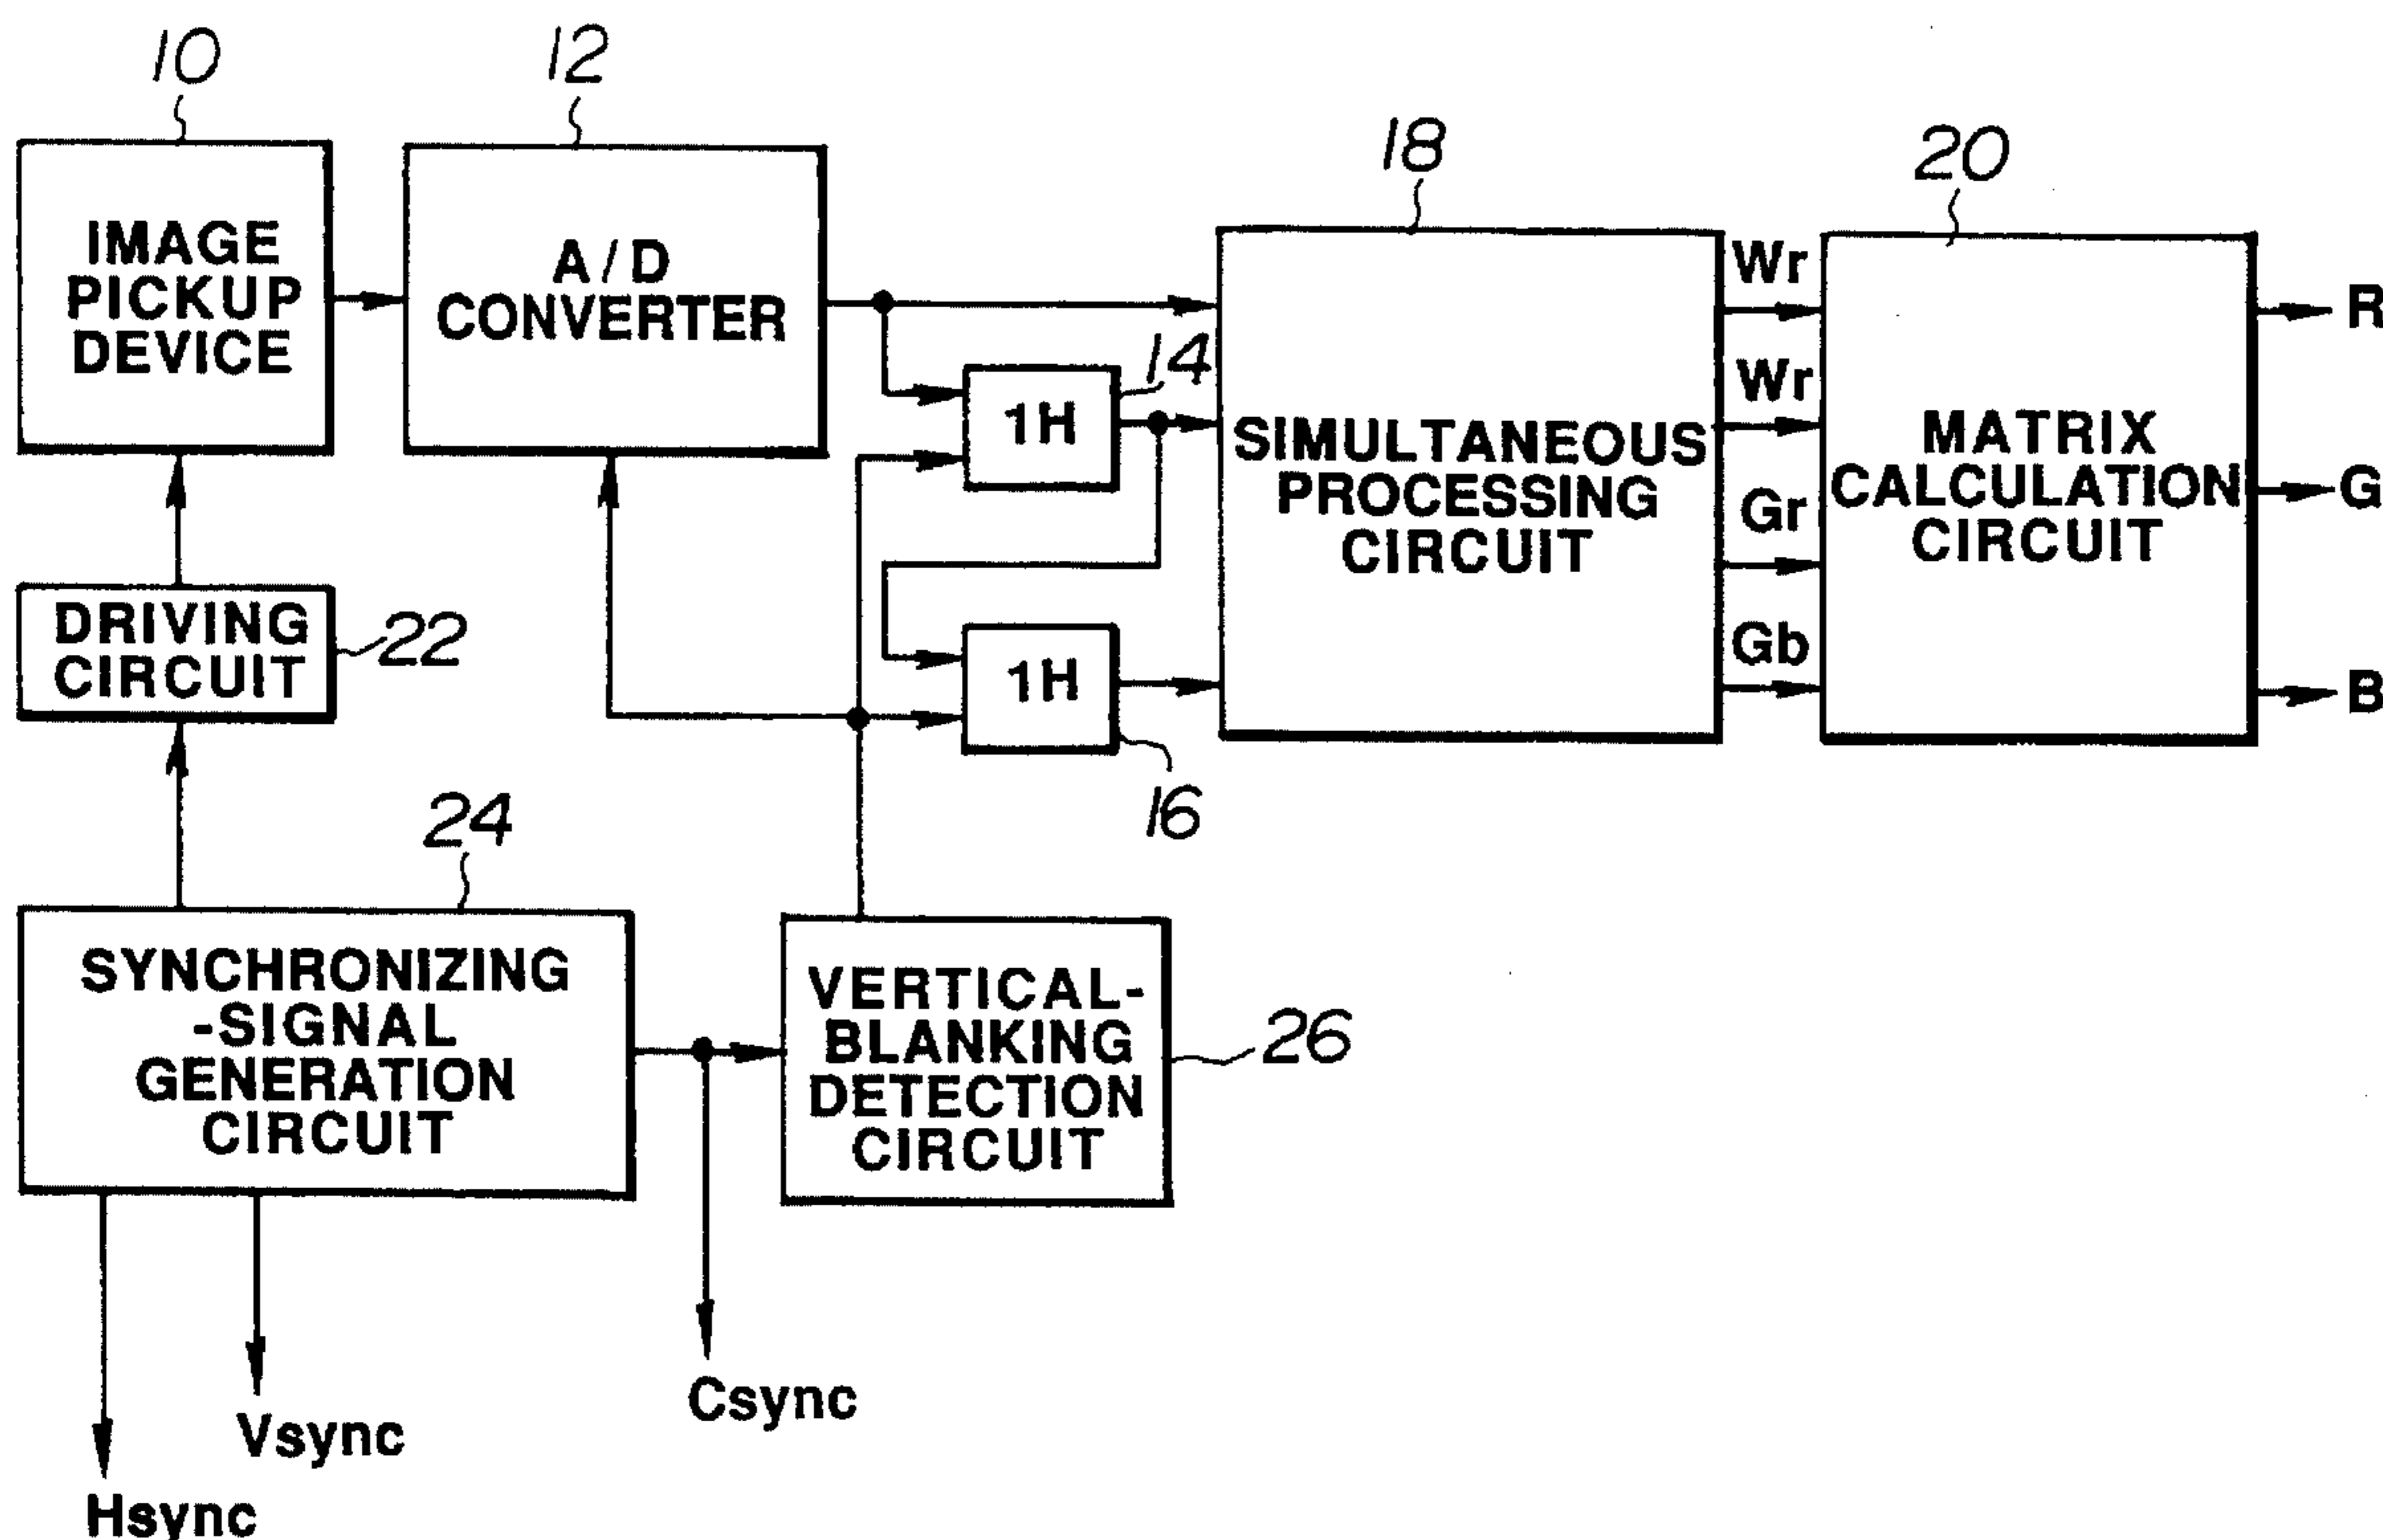 10
12
18
20
IMAGE
PICKUP
DEVICE
A/D
CONVERTER
14
1H
SIMULTANEOUS
PROCESSING
CIRCUIT
Wr
Wr
Gr
Gb
MATRIX
CALCULATION
CIRCUIT
R
G
B
DRIVING
CIRCUIT
22
1H
16
24
SYNCHRONIZING
-SIGNAL
GENERATION
CIRCUIT
VERTICAL-
BLANKING
DETECTION
CIRCUIT
26
Csync
Vsync
Hsync